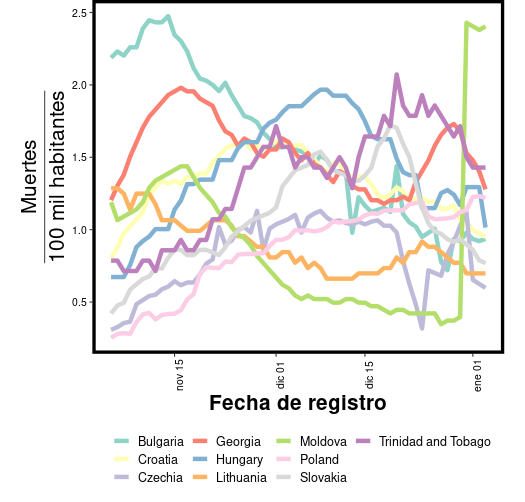 2.5
2.0
1.5
1.0
0.5
Muertes
100 mil habitantes
nov 15
dic 01
dic 15
ene 01
Fecha de registro
Bulgaria Georgia Moldova Trinidad and Tobago
Croatia Hungary Poland
Czechia Lithuania Slovakia